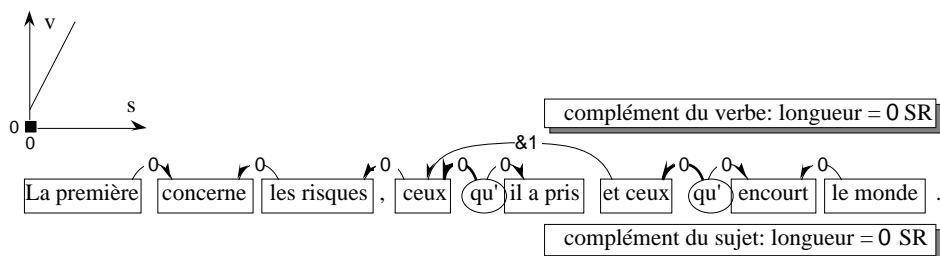 v
s
0
0
complément du verbe: longueur = 0 SR
&1
0 0 0 0 0 0 0 0 0
La première concerne les risques , ceux qu' il a pris et ceux qu' encourt le monde .
complément du sujet: longueur = 0 SR